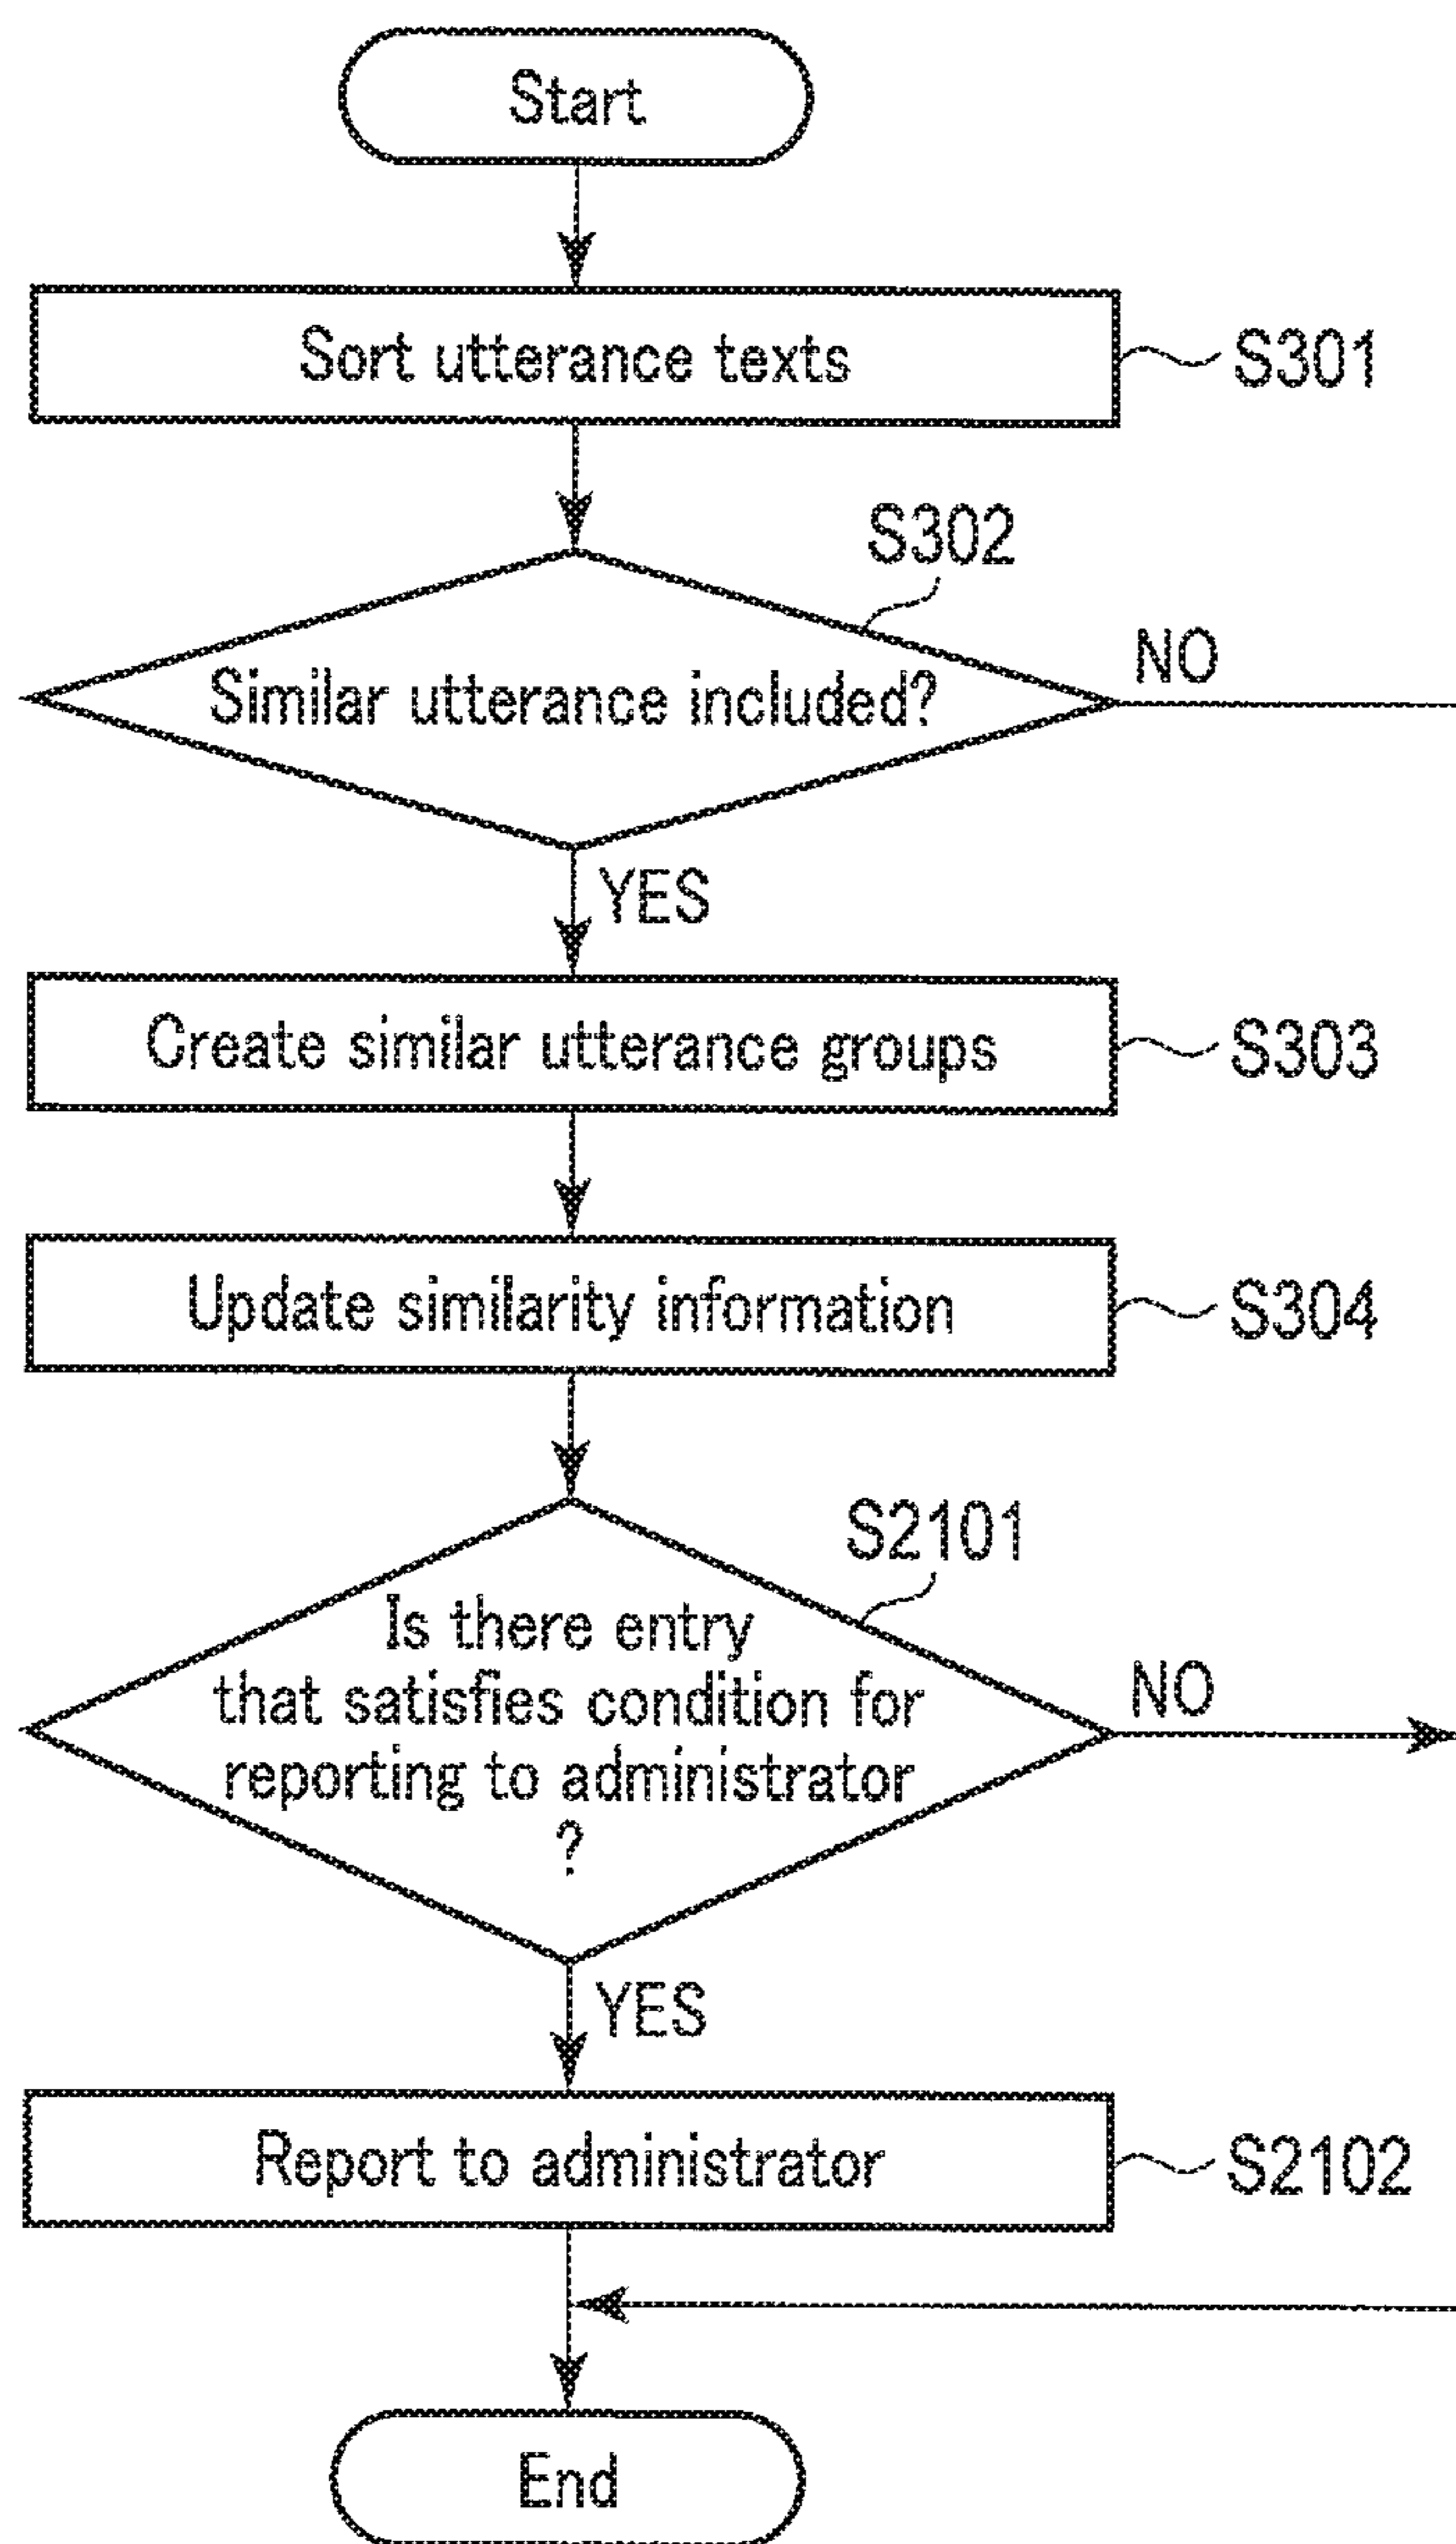 Start
Sort utterance texts
S301
S302
Similar utterance included?
NO
YES
Create similar utterance groups
S303
Update similarity information
S304
S2101
Is there entry
that satisfies condition for
reporting to administrator
?
NO
YES
Report to administrator
S2102
End